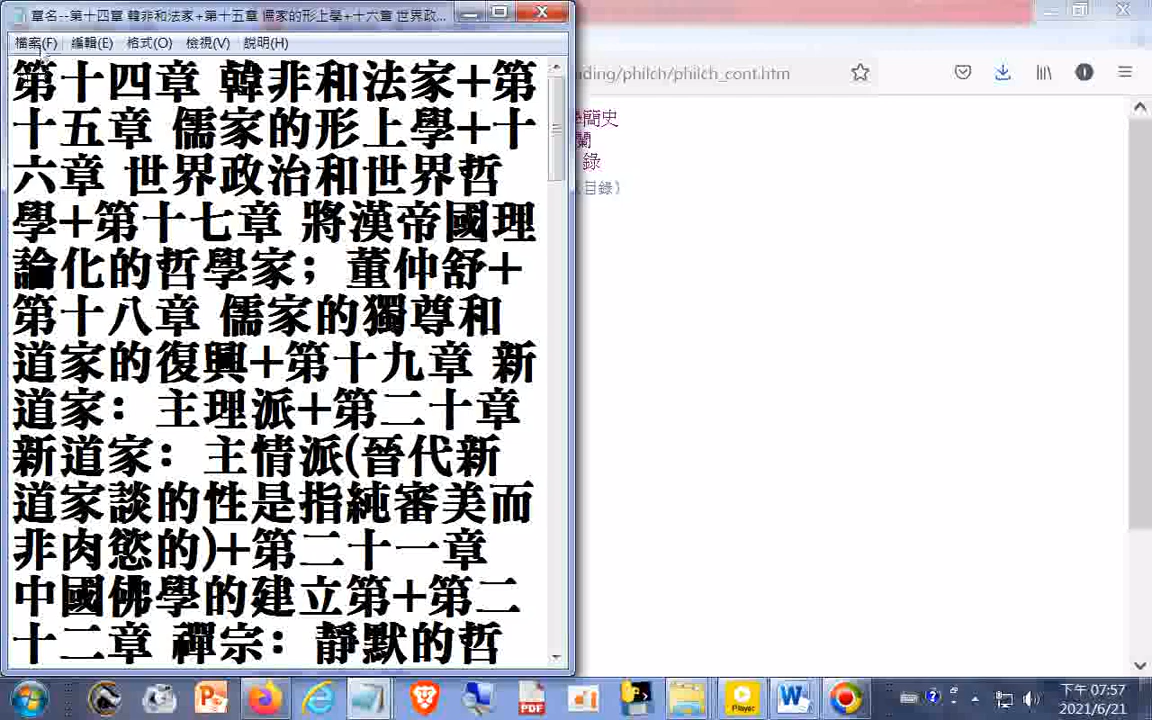 章名--第十四章 韓非和法家+第十五章 儒家的形上學+十六章 世界政...
檔案(F) 編輯(E) 格式(O) 檢視(V) 說明(H)
第十四章 韓非和法家+第
十五章 儒家的形上學+十
六章 世界政治和世界哲
學+第十七章 將漢帝國理
論化的哲學家；董仲舒+
第十八章 儒家的獨尊和
道家的復興+第十九章 新
道家：主理派+第二十章
新道家：主情派(晉代新
道家談的性是指純審美而
非肉慾的)+第二十一章
中國佛學的建立第+第二
十二章 禪宗：靜默的哲
ding/philch/philch_cont.htm
學簡史
蘭
錄
目錄》
PDF
Player
下午 07:57
2021/6/21